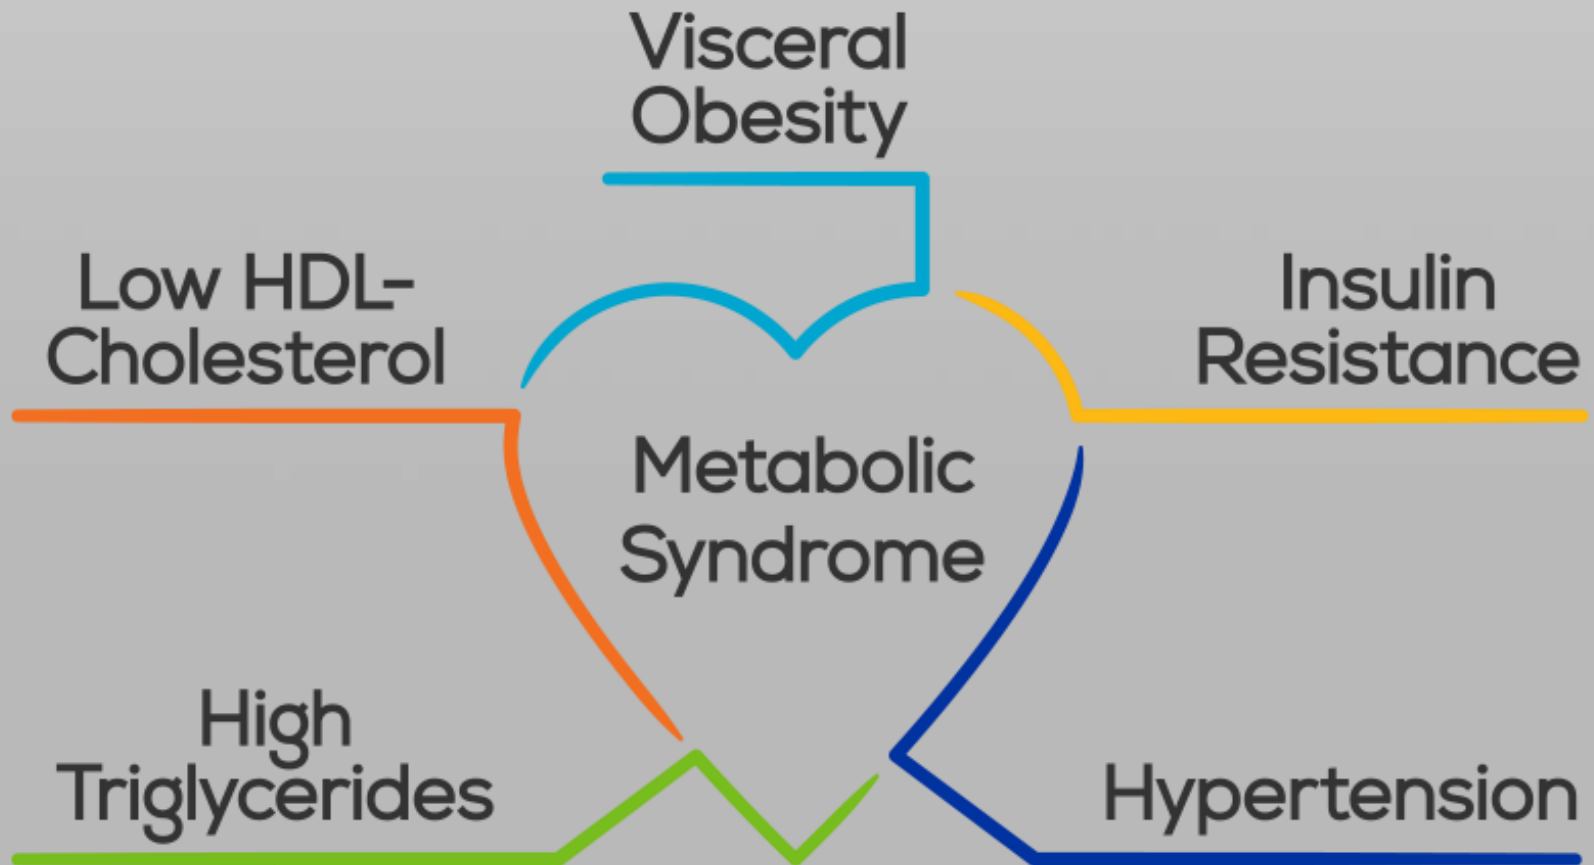 Visceral
Obesity
Low HDL-
Cholesterol
Insulin
Resistance
Metabolic
Syndrome
High
Triglycerides
Hypertension